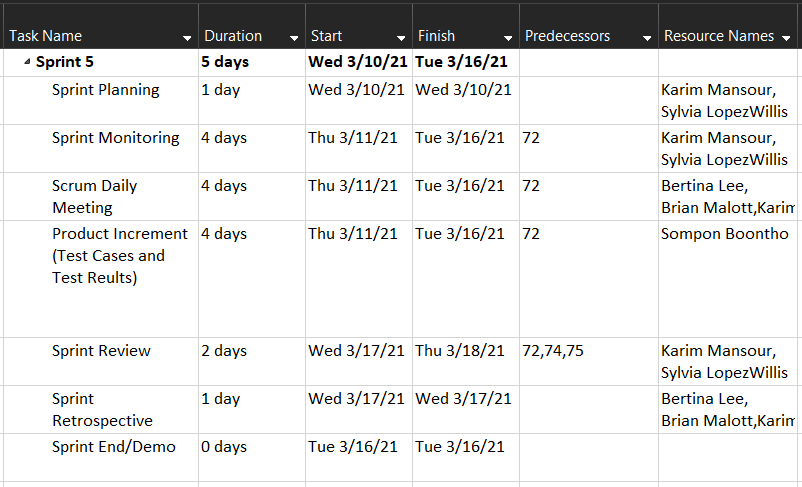 Task Name Duration Start Finish Predecessors Resource Names
Sprint 5 5 days Wed 3/10/21 Tue 3/16/21
Sprint Planning 1 day Wed 3/10/21 Wed 3/10/21 Karim Mansour,
Sylvia LopezWillis
Sprint Monitoring 4 days Thu 3/11/21 Tue 3/16/21 72 Karim Mansour,
Sylvia LopezWillis
Scrum Daily 4 days Thu 3/11/21 Tue 3/16/21 72 Bertina Lee,
Meeting Brian Malott,Karim
Product Increment 4 days Thu 3/11/21 Tue 3/16/21 72 Sompon Boontho
(Test Cases and
Test Reults)
Sprint Review 2 days Wed 3/17/21 Thu 3/18/21 72,74,75 Karim Mansour,
Sylvia LopezWillis
Sprint 1 day Wed 3/17/21 Wed 3/17/21 Bertina Lee,
Retrospective Brian Malott,Karim
Sprint End/Demo 0 days Tue 3/16/21 Tue 3/16/21